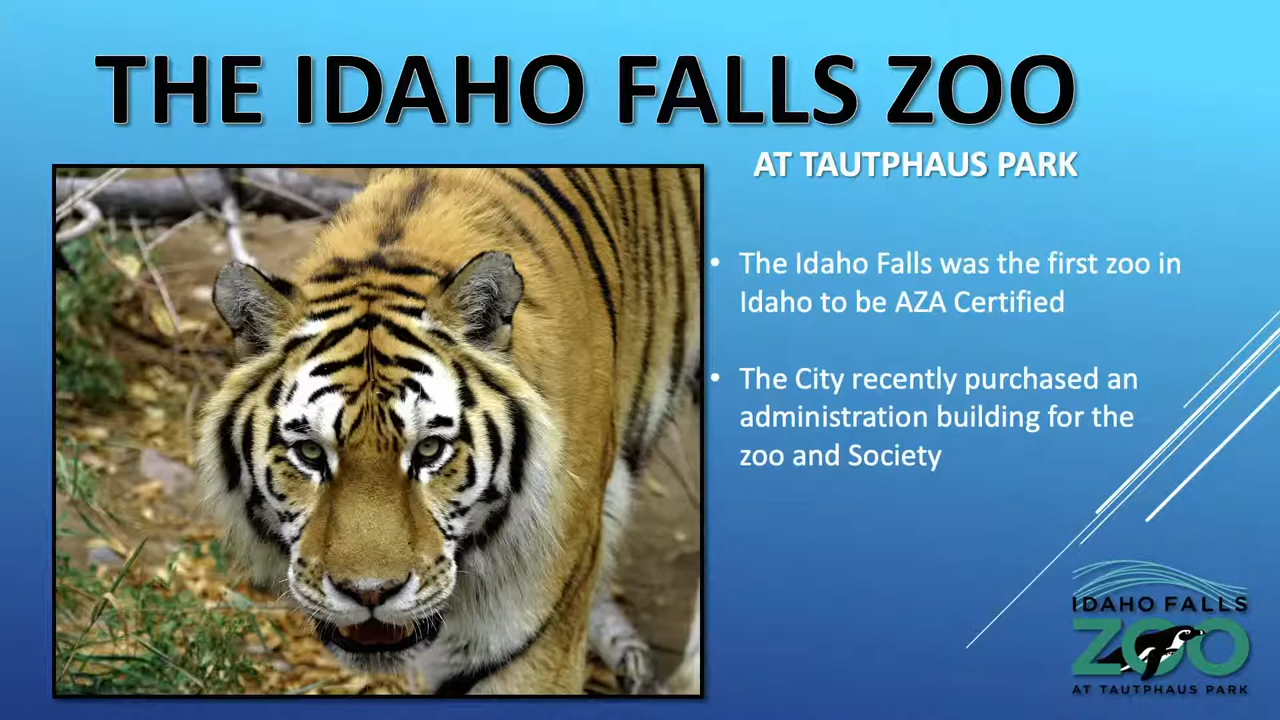 THE IDAHO FALLS ZOO
AT TAUTPHAUS PARK
• The Idaho Falls was the first zoo in
Idaho to be AZA Certified
• The City recently purchased an
administration building for the
zoo and Society
IDAHO FALLS
ZOO
AT TAUTPHAUS PARK